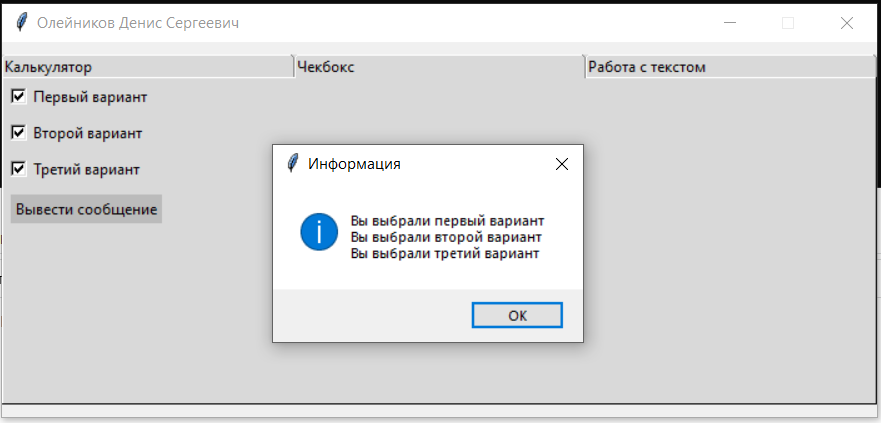 Олейников Денис Сергеевич
Калькулятор
Чекбокс
Работа с текстом
Первый вариант
Второй вариант
Третий вариант
Вывести сообщение
Информация
Вы выбрали первый вариант
Вы выбрали второй вариант
Вы выбрали третий вариант
ОК